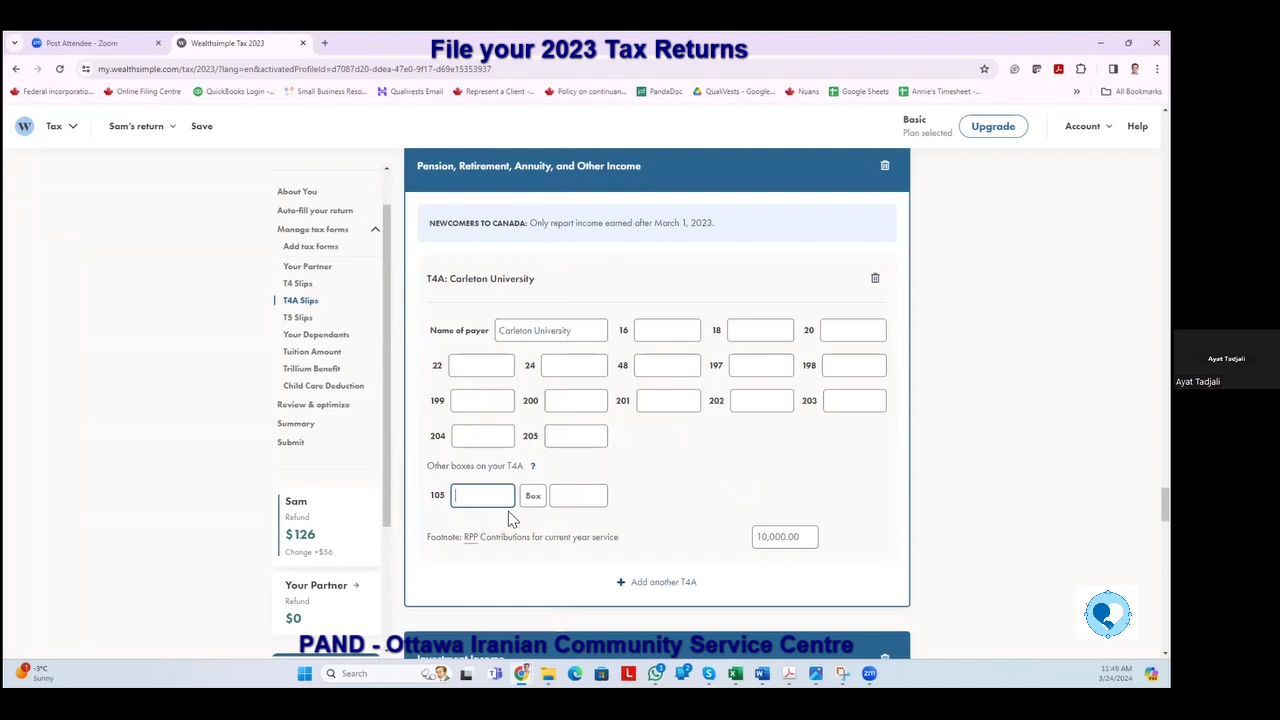 File your 2023 Tax Returns
Post Attendee - Zoom
Wealthsimple Tax 2023
my.wealthsimple.com/tax/2023/?lang=en&activatedProfileId=d7087d20-ddea-47e0-9f17-d69e15353937
Federal incorporatio... Online Filing Centre QuickBooks Login -... Small Business Reso... Qualivests Email Represent a Client -... Policy on continuan... PandaDoc QualiVests - Google... Nuans Google Sheets Annie's Timesheet -... All Bookmarks
W Tax Sam's return Save Basic Plan selected Upgrade Account Help
About You
Auto-fill your return
Manage tax forms
Add tax forms
Your Partner
T4 Slips
T4A Slips
T5 Slips
Your Dependants
Tuition Amount
Trillium Benefit
Child Care Deduction
Review & optimize
Summary
Submit
Sam
Refund
$126
Change +$56
Your Partner
Refund
$0
Pension, Retirement, Annuity, and Other Income
NEWCOMERS TO CANADA: Only report income earned after March 1, 2023.
T4A: Carleton University
Name of payer Carleton University 16 18 20
22 24 48 197 198
199 200 201 202 203
204 205
Other boxes on your T4A ?
105 Box
Footnote: RPP Contributions for current year service 10,000.00
+ Add another T4A
Investment Income
Ayat Tadjali
Ayat Tadjali
PAND - Ottawa Iranian Community Service Centre
-3°C
Sunny
Search
11:49 AM
3/24/2024